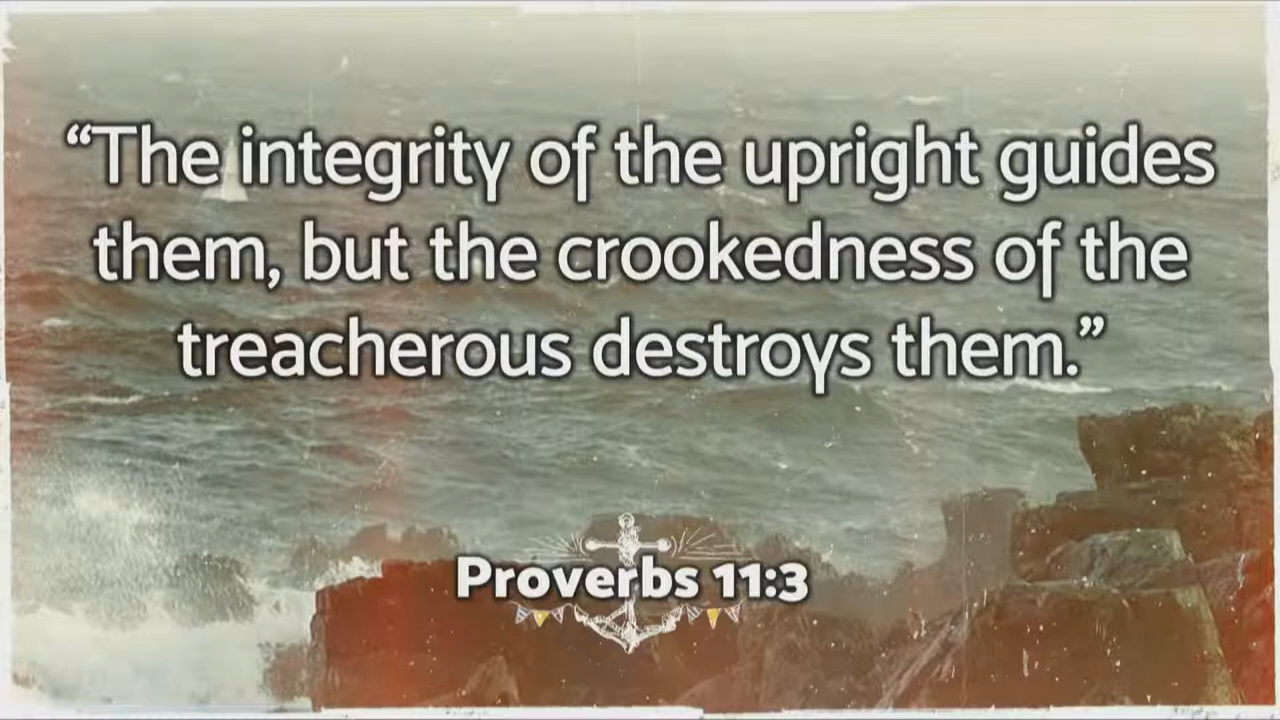 “The integrity of the upright guides
them, but the crookedness of the
treacherous destroys them.”
Proverbs 11:3